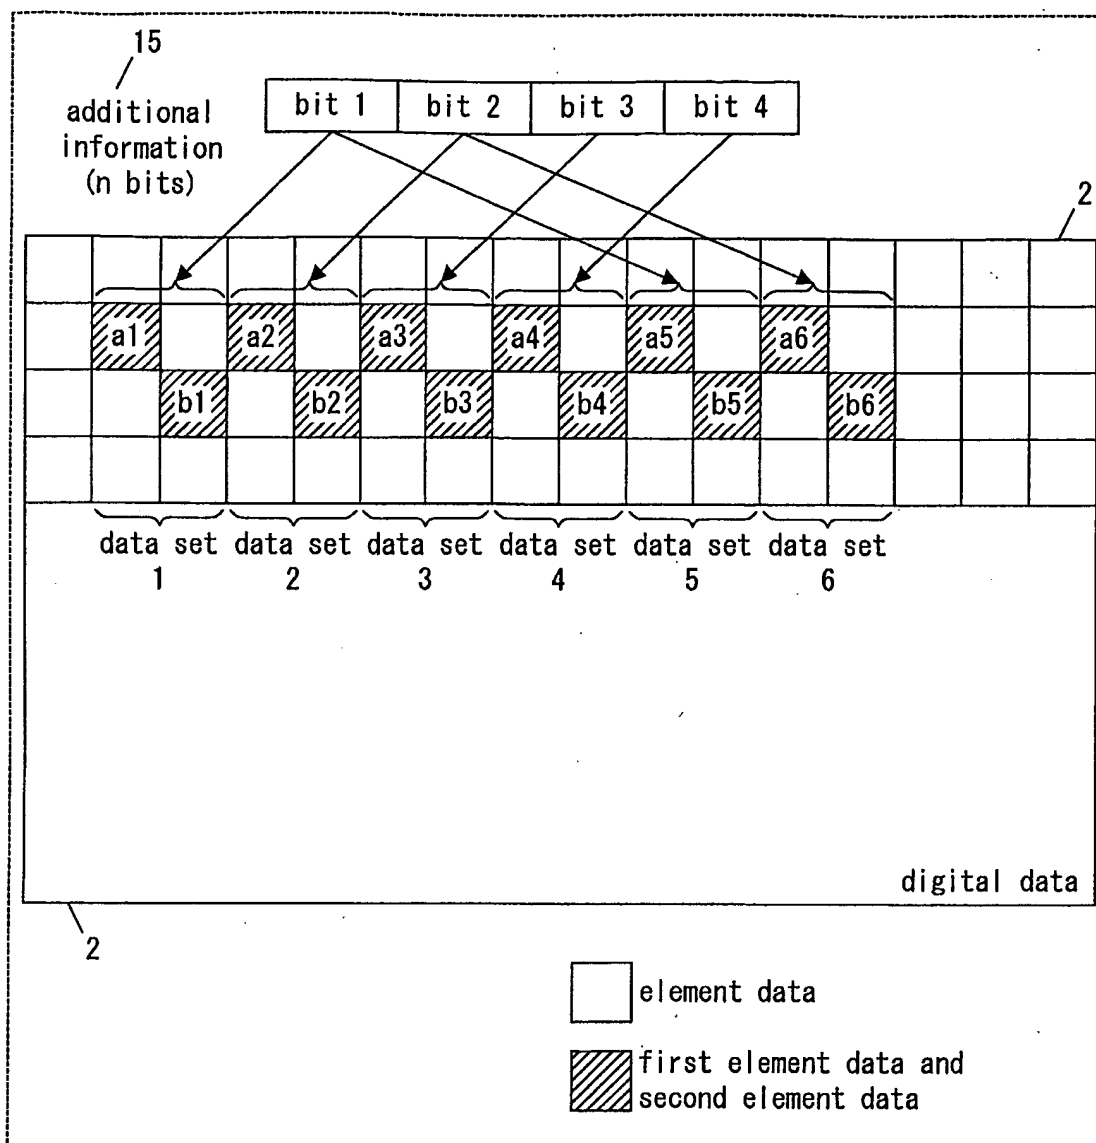 15
additional
information
(n bits)
bit 1 bit 2 bit 3 bit 4
2
a1 a2 a3 a4 a5 a6
b1 b2 b3 b4 b5 b6
data set data set data set data set data set data set
1 2 3 4 5 6
digital data
2
element data
first element data and
second element data